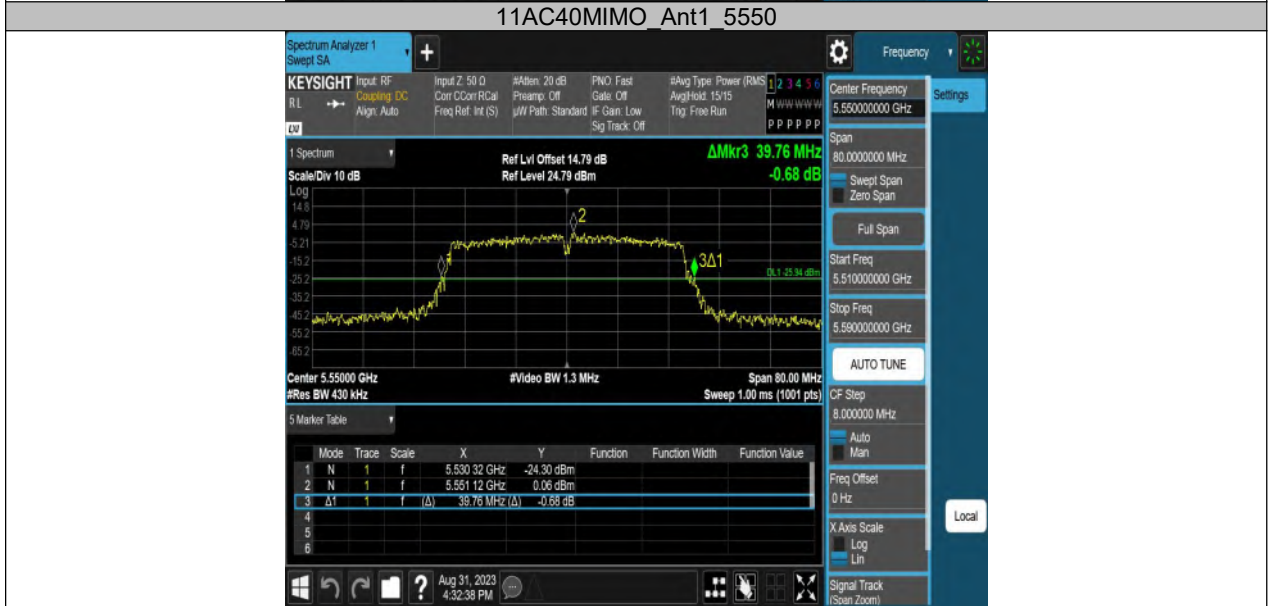 11AC40MIMO_Ant1_5550
Spectrum Analyzer 1
Swept SA
+
Frequency
KEYSIGHT
RL
LXI
Input: RF
Coupling: DC
Align: Auto
Input Z: 50 Ω
Corr CCorr RCal
Freq Ref: Int (S)
#Atten: 20 dB
Preamp: Off
µW Path: Standard
PNO: Fast
Gate: Off
IF Gain: Low
Sig Track: Off
#Avg Type: Power (RMS
Avg|Hold: 15/15
Trig: Free Run
1 2 3 4 5 6
M W W W W W
P P P P P P
1 Spectrum
Scale/Div 10 dB
Ref Lvl Offset 14.79 dB
Ref Level 24.79 dBm
ΔMkr3 39.76 MHz
-0.68 dB
Log
14.8
4.79
-5.21
-15.2
-25.2
-35.2
-45.2
-55.2
-65.2
2
3Δ1
DL1 -25.94 dBm
Center 5.55000 GHz
#Video BW 1.3 MHz
Span 80.00 MHz
#Res BW 430 kHz
Sweep 1.00 ms (1001 pts)
5 Marker Table
Mode Trace Scale X Y Function Function Width Function Value
1 N 1 f 5.530 32 GHz -24.30 dBm
2 N 1 f 5.551 12 GHz 0.06 dBm
3 Δ1 1 f (Δ) 39.76 MHz (Δ) -0.68 dB
4
5
6
Aug 31, 2023
4:32:38 PM
Center Frequency
5.550000000 GHz
Settings
Span
80.0000000 MHz
Swept Span
Zero Span
Full Span
Start Freq
5.510000000 GHz
Stop Freq
5.590000000 GHz
AUTO TUNE
CF Step
8.000000 MHz
Auto
Man
Freq Offset
0 Hz
X Axis Scale
Log
Lin
Local
Signal Track
(Span Zoom)